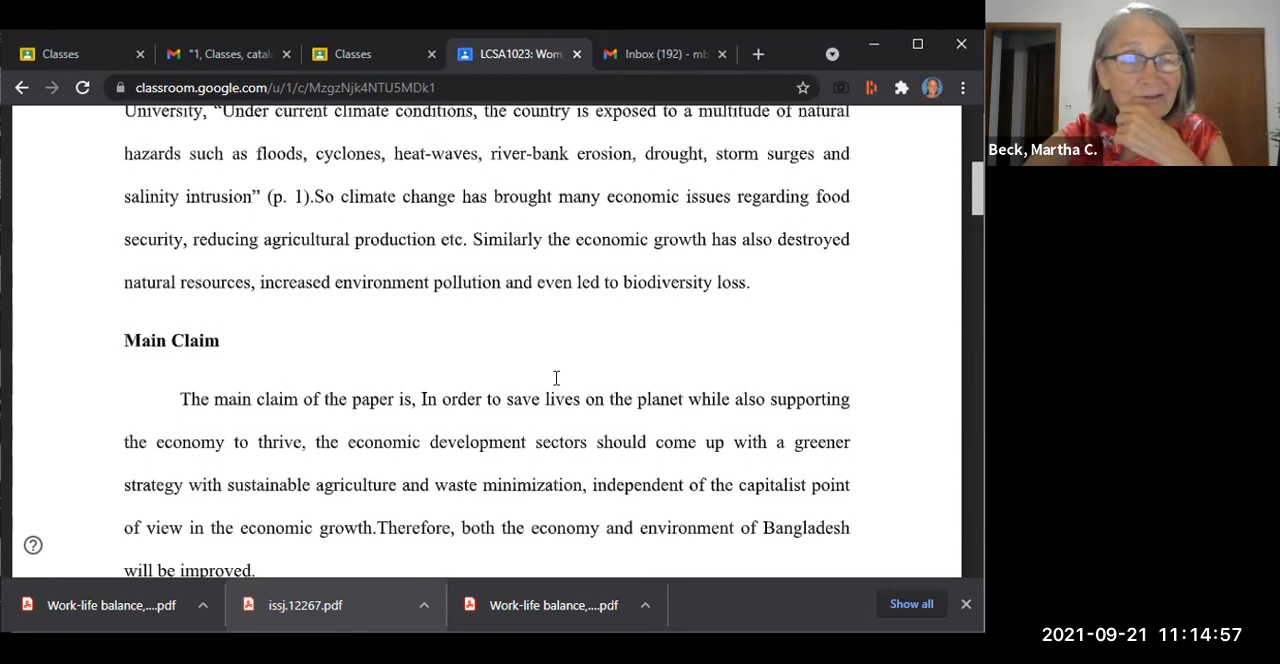 Classes
"1, Classes, catal
Classes
LCSA1023: Wom
Inbox (192) - mb
classroom.google.com/u/1/c/MzgzNjk4NTU5MDk1
University, “Under current climate conditions, the country is exposed to a multitude of natural
hazards such as floods, cyclones, heat-waves, river-bank erosion, drought, storm surges and
salinity intrusion” (p. 1).So climate change has brought many economic issues regarding food
security, reducing agricultural production etc. Similarly the economic growth has also destroyed
natural resources, increased environment pollution and even led to biodiversity loss.
Main Claim
The main claim of the paper is, In order to save lives on the planet while also supporting
the economy to thrive, the economic development sectors should come up with a greener
strategy with sustainable agriculture and waste minimization, independent of the capitalist point
of view in the economic growth.Therefore, both the economy and environment of Bangladesh
will be improved.
Work-life balance,....pdf
issj.12267.pdf
Work-life balance,....pdf
Show all
Beck, Martha C.
2021-09-21 11:14:57